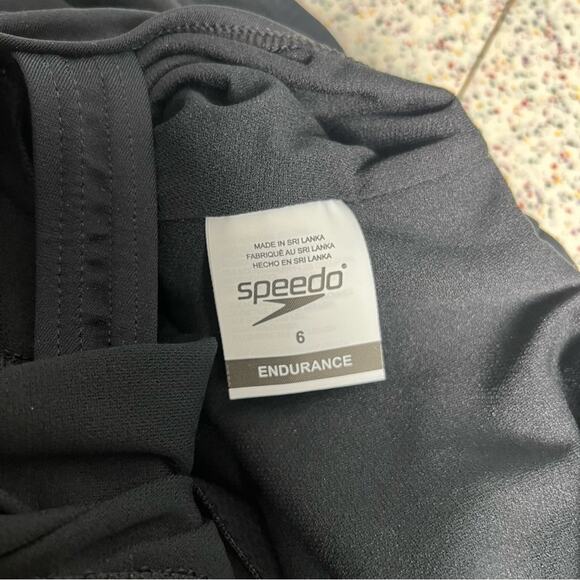 MADE IN SRI LANKA
FABRIQUÉ AU SRI LANKA
HECHO EN SRI LANKA
speedo®
6
ENDURANCE